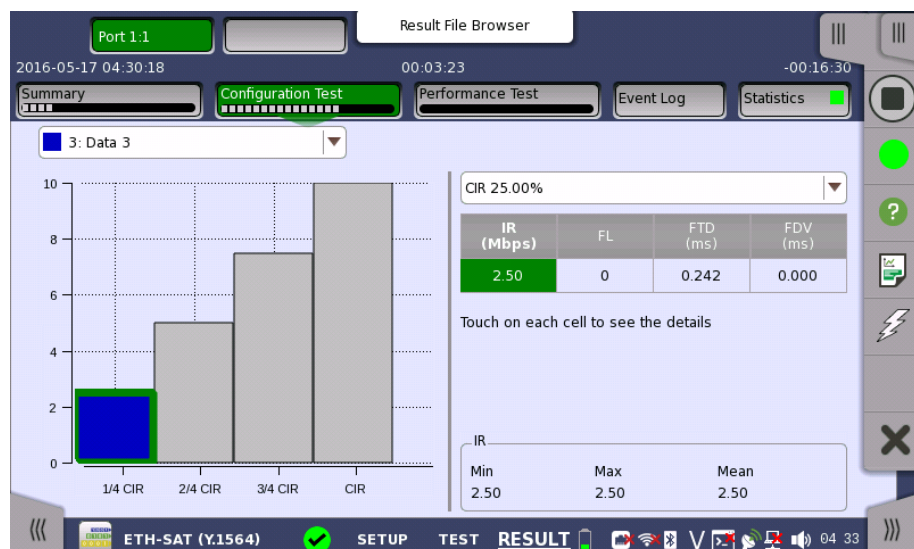 Port 1:1
Result File Browser
2016-05-17 04:30:18
00:03:23
-00:16:30
Summary
Configuration Test
Performance Test
Event Log
Statistics
3: Data 3
10
8
6
4
2
0
1/4 CIR
2/4 CIR
3/4 CIR
CIR
CIR 25.00%
IR (Mbps)
FL
FTD (ms)
FDV (ms)
2.50
0
0.242
0.000
Touch on each cell to see the details
IR
Min
Max
Mean
2.50
2.50
2.50
ETH-SAT (Y.1564)
SETUP
TEST
RESULT
V
04 33